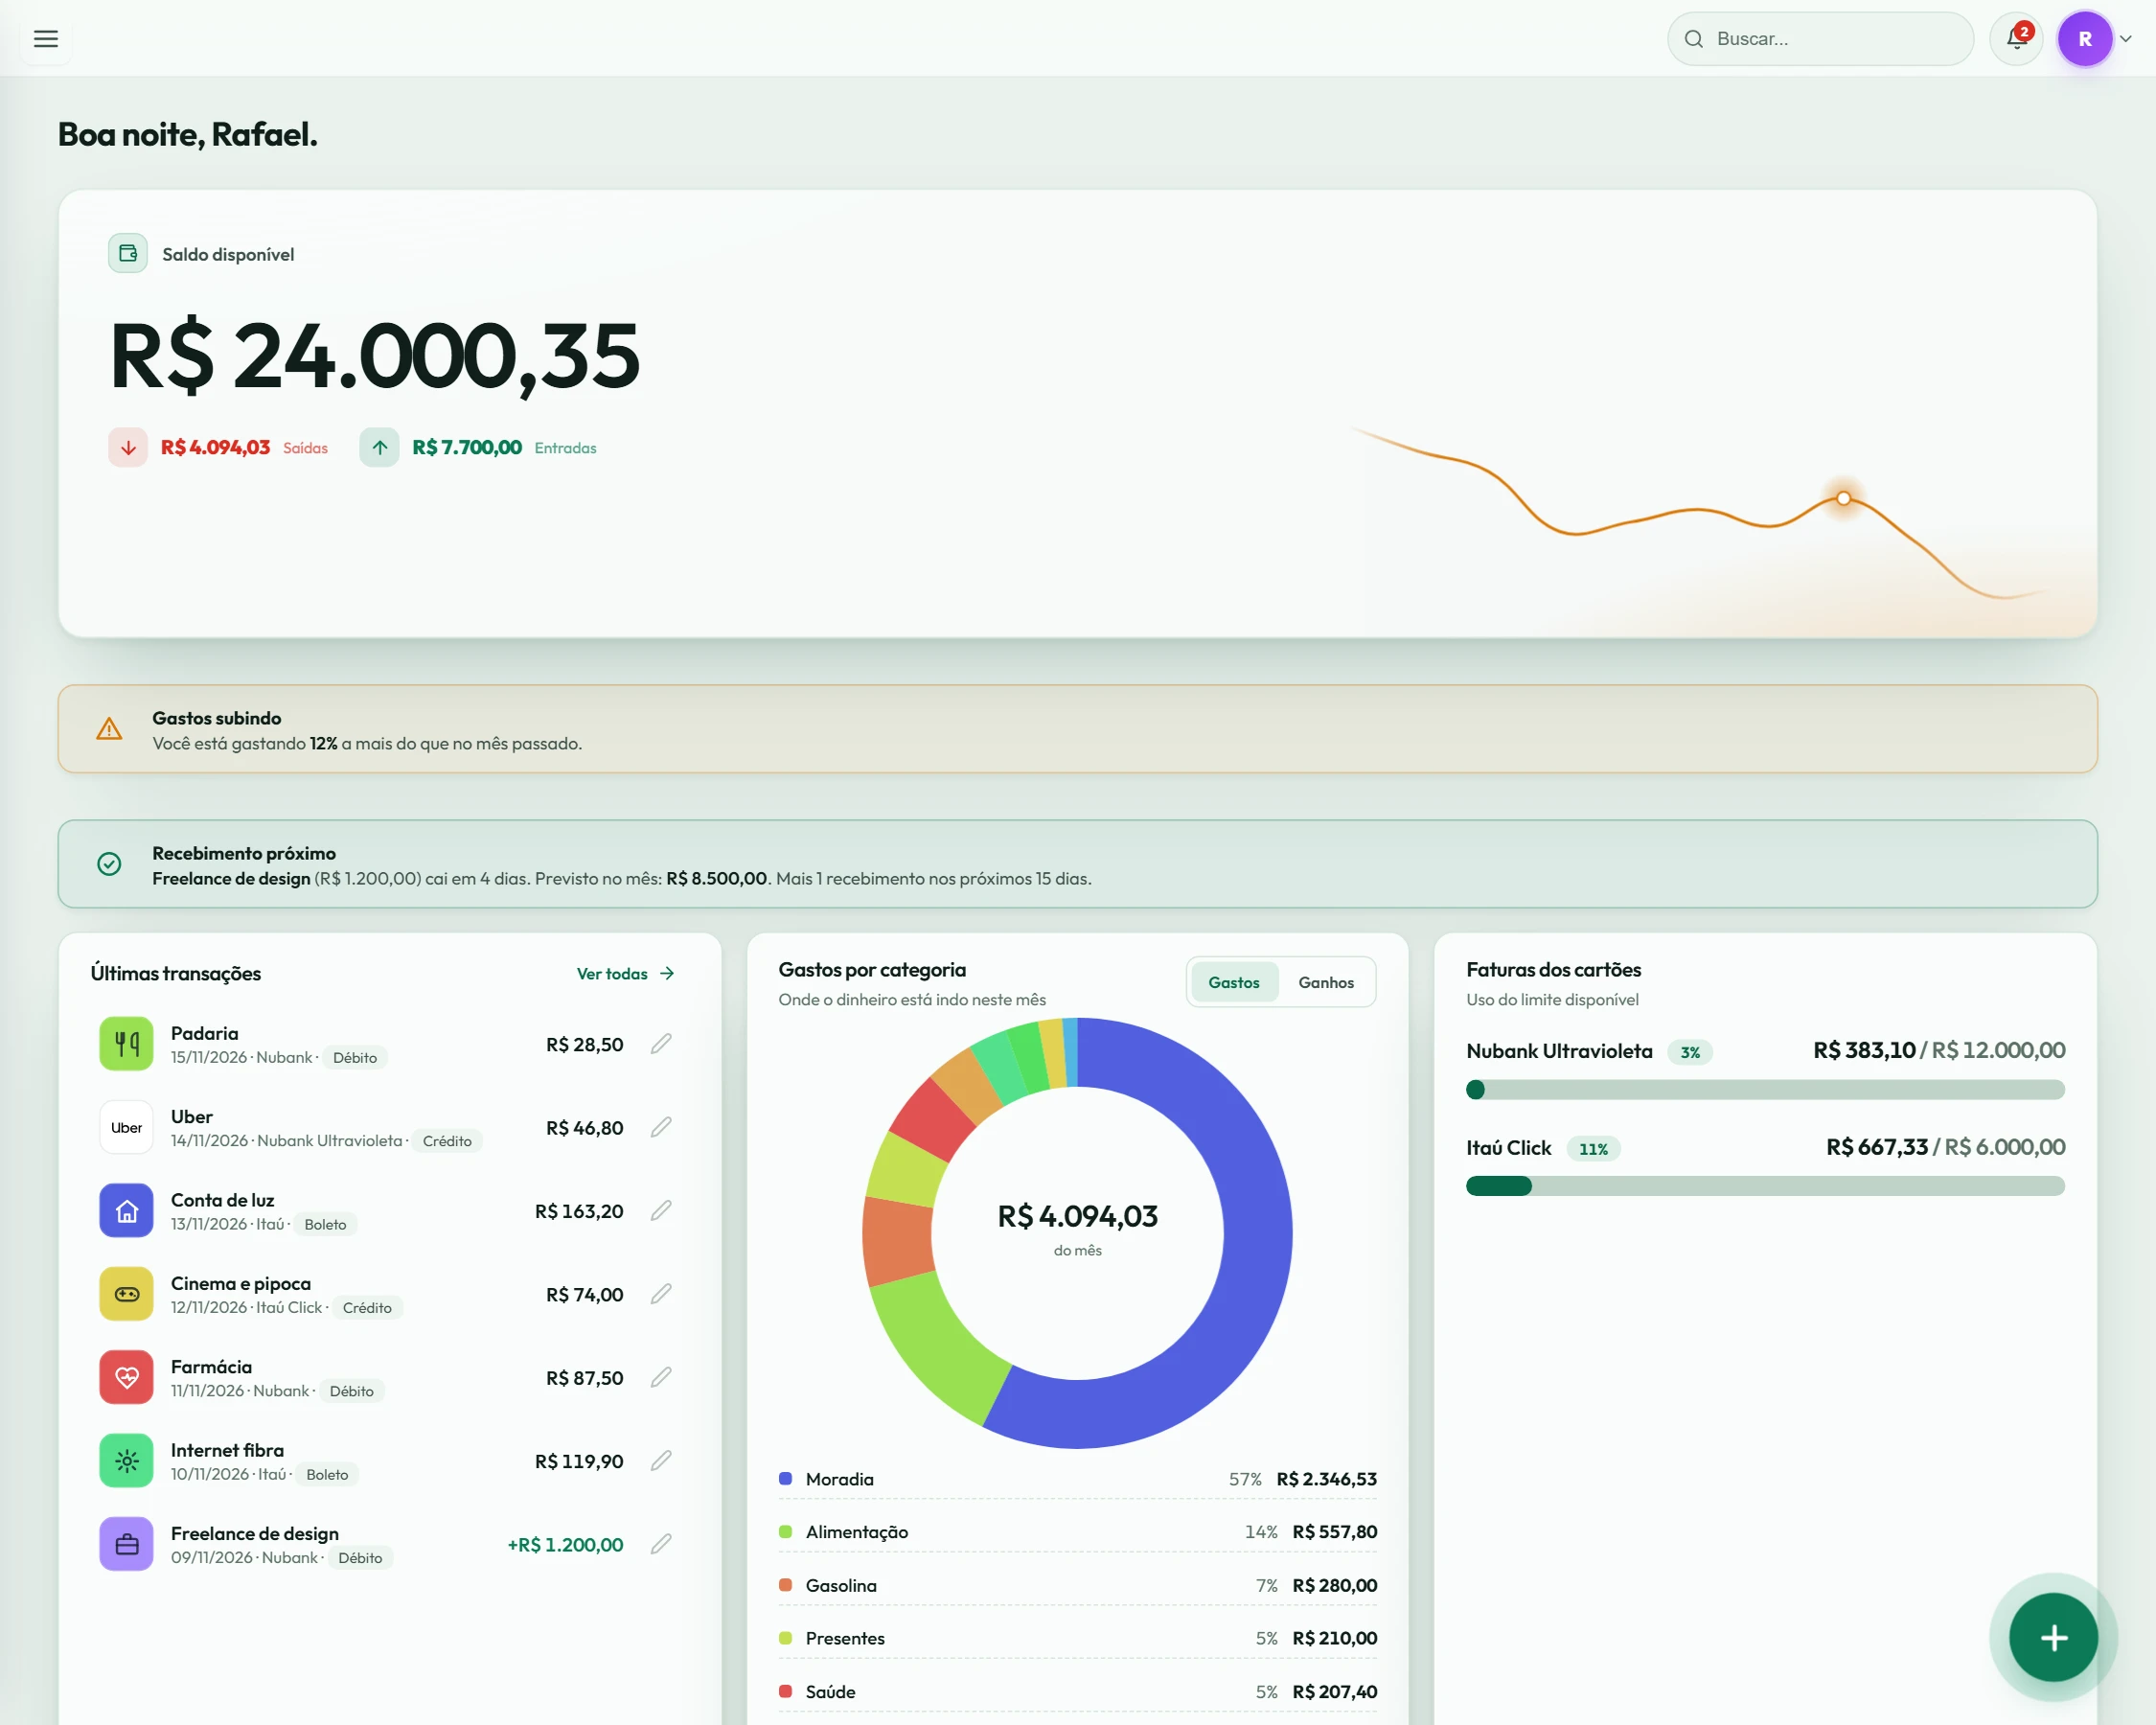 Buscar...
2
R
Boa noite, Rafael.
Saldo disponível
R$ 24.000,35
R$ 4.094,03 Saídas R$ 7.700,00 Entradas
Gastos subindo
Você está gastando 12% a mais do que no mês passado.
Recebimento próximo
Freelance de design (R$ 1.200,00) cai em 4 dias. Previsto no mês: R$ 8.500,00. Mais 1 recebimento nos próximos 15 dias.
Últimas transações Ver todas
Padaria
15/11/2026 · Nubank · Débito
R$ 28,50
Uber
Uber
14/11/2026 · Nubank Ultravioleta · Crédito
R$ 46,80
Conta de luz
13/11/2026 · Itaú · Boleto
R$ 163,20
Cinema e pipoca
12/11/2026 · Itaú Click · Crédito
R$ 74,00
Farmácia
11/11/2026 · Nubank · Débito
R$ 87,50
Internet fibra
10/11/2026 · Itaú · Boleto
R$ 119,90
Freelance de design
09/11/2026 · Nubank · Débito
+R$ 1.200,00
Gastos por categoria
Onde o dinheiro está indo neste mês
Gastos Ganhos
R$ 4.094,03
do mês
Moradia 57% R$ 2.346,53
Alimentação 14% R$ 557,80
Gasolina 7% R$ 280,00
Presentes 5% R$ 210,00
Saúde 5% R$ 207,40
Faturas dos cartões
Uso do limite disponível
Nubank Ultravioleta 3% R$ 383,10 / R$ 12.000,00
Itaú Click 11% R$ 667,33 / R$ 6.000,00